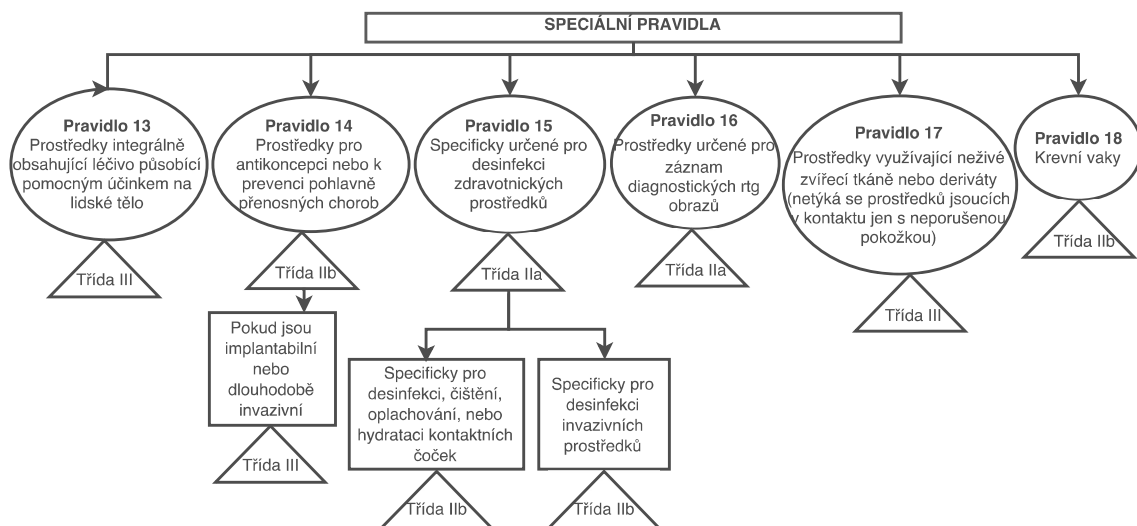 SPECIÁLNÍ PRAVIDLA
Pravidlo 13
Prostředky integrálně
obsahující léčivo působící
pomocným účinkem na
lidské tělo
Třída III
Pravidlo 14
Prostředky pro
antikoncepci nebo k
prevenci pohlavně
přenosných chorob
Třída IIb
Pokud jsou
implantabilní
nebo
dlouhodobě
invazivní
Třída III
Pravidlo 15
Specificky určené pro
desinfekci
zdravotnických
prostředků
Třída IIa
Specificky pro
desinfekci, čištění,
oplachování, nebo
hydrataci kontaktních
čoček
Třída IIb
Specificky pro
desinfekci
invazivních
prostředků
Třída IIb
Pravidlo 16
Prostředky určené pro
záznam
diagnostických rtg
obrazů
Třída IIa
Pravidlo 17
Prostředky využívající neživé
zvířecí tkáně nebo deriváty
(netýká se prostředků jsoucích
v kontaktu jen s neporušenou
pokožkou)
Třída III
Pravidlo 18
Krevní vaky
Třída IIb